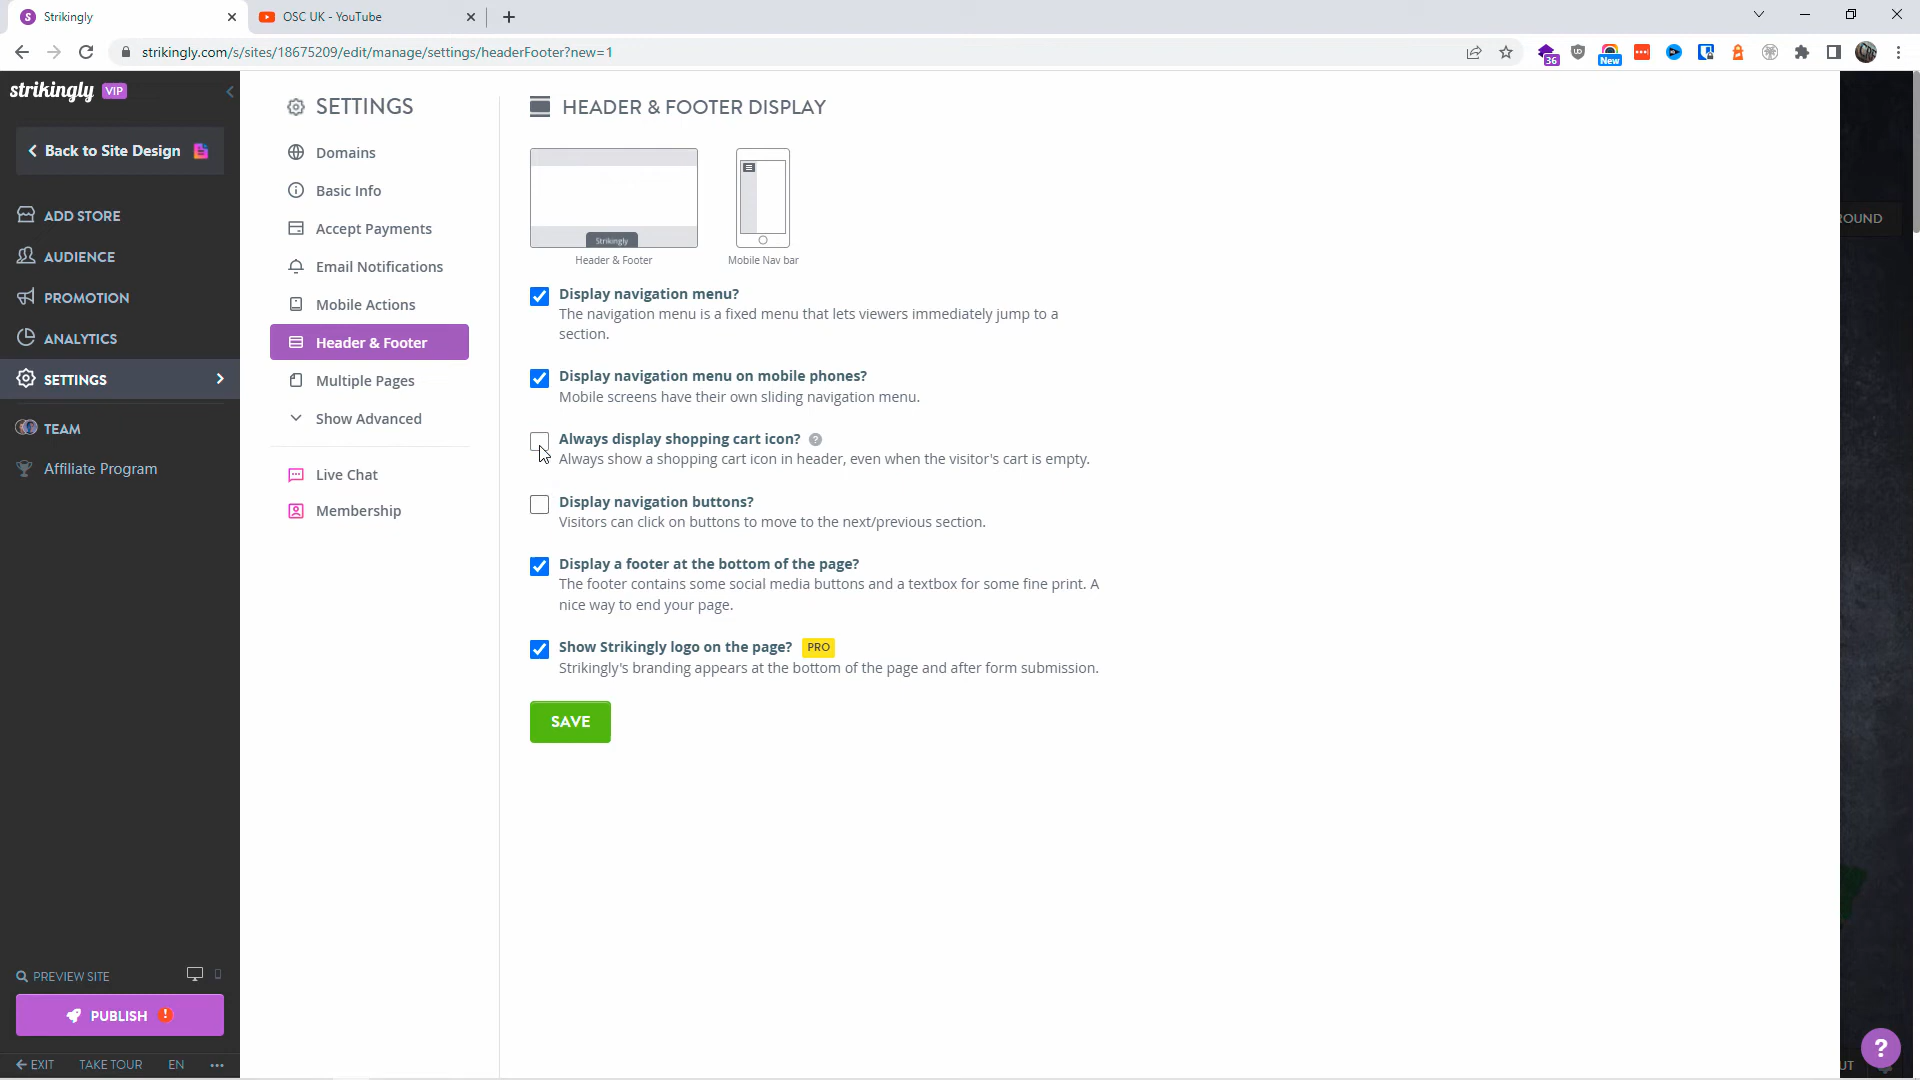 Strikingly
OSC UK - YouTube
strikingly.com/s/sites/18675209/edit/manage/settings/headerFooter?new=1
36
New
strikingly VIP
Back to Site Design
ADD STORE
AUDIENCE
PROMOTION
ANALYTICS
SETTINGS
TEAM
Affiliate Program
PREVIEW SITE
PUBLISH !
EXIT TAKE TOUR EN ...
SETTINGS
Domains
Basic Info
Accept Payments
Email Notifications
Mobile Actions
Header & Footer
Multiple Pages
Show Advanced
Live Chat
Membership
HEADER & FOOTER DISPLAY
Strikingly
Header & Footer
Mobile Nav bar
Display navigation menu?
The navigation menu is a fixed menu that lets viewers immediately jump to a
section.
Display navigation menu on mobile phones?
Mobile screens have their own sliding navigation menu.
Always display shopping cart icon? ?
Always show a shopping cart icon in header, even when the visitor's cart is empty.
Display navigation buttons?
Visitors can click on buttons to move to the next/previous section.
Display a footer at the bottom of the page?
The footer contains some social media buttons and a textbox for some fine print. A
nice way to end your page.
Show Strikingly logo on the page? PRO
Strikingly's branding appears at the bottom of the page and after form submission.
SAVE
ROUND
?
UT